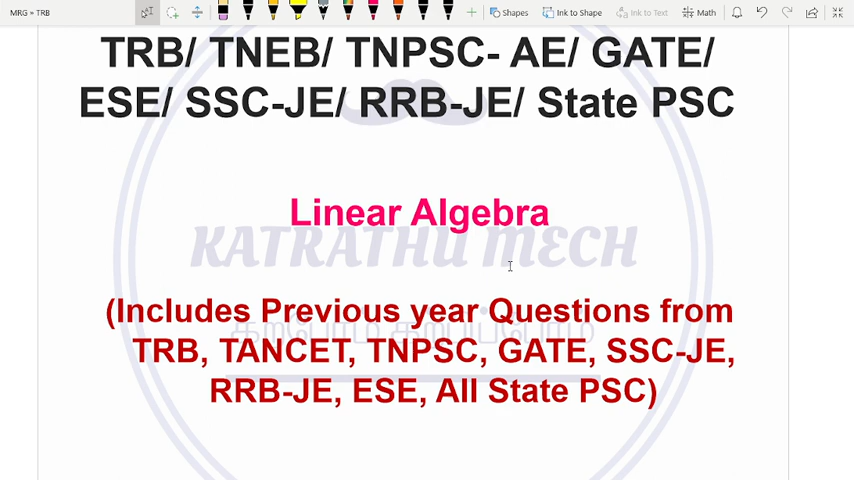 MRG » TRB
Shapes
Ink to Shape
Ink to Text
Math
TRB/ TNEB/ TNPSC- AE/ GATE/
ESE/ SSC-JE/ RRB-JE/ State PSC
Linear Algebra
KATRATHU MECH
(Includes Previous year Questions from
TRB, TANCET, TNPSC, GATE, SSC-JE,
RRB-JE, ESE, All State PSC)